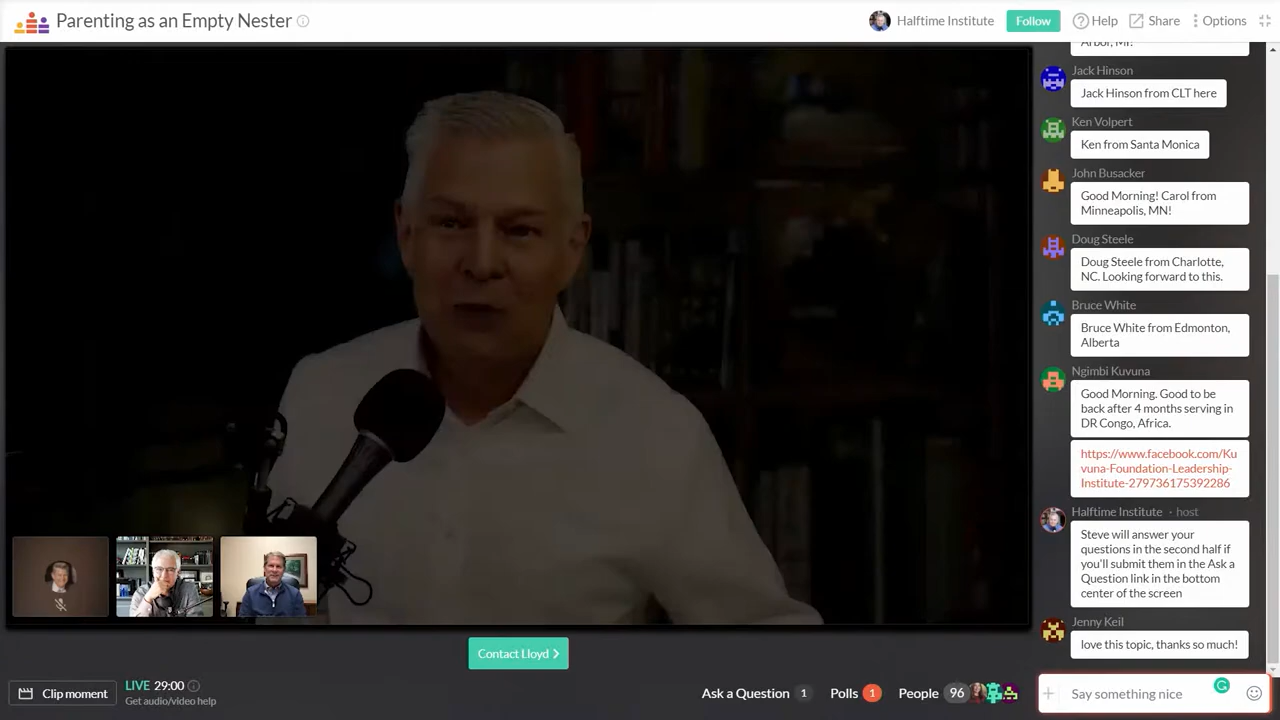 Parenting as an Empty Nester
Halftime Institute
Follow
Help
Share
Options
Arbor, MI!
Jack Hinson
Jack Hinson from CLT here
Ken Volpert
Ken from Santa Monica
John Busacker
Good Morning! Carol from
Minneapolis, MN!
Doug Steele
Doug Steele from Charlotte,
NC. Looking forward to this.
Bruce White
Bruce White from Edmonton,
Alberta
Ngimbi Kuvuna
Good Morning. Good to be
back after 4 months serving in
DR Congo, Africa.
https://www.facebook.com/Ku
vuna-Foundation-Leadership-
Institute-279736175392286
Halftime Institute · host
Steve will answer your
questions in the second half if
you'll submit them in the Ask a
Question link in the bottom
center of the screen
Jenny Keil
love this topic, thanks so much!
Contact Lloyd
Clip moment
LIVE 29:00
Get audio/video help
Ask a Question 1
Polls 1
People 96
Say something nice